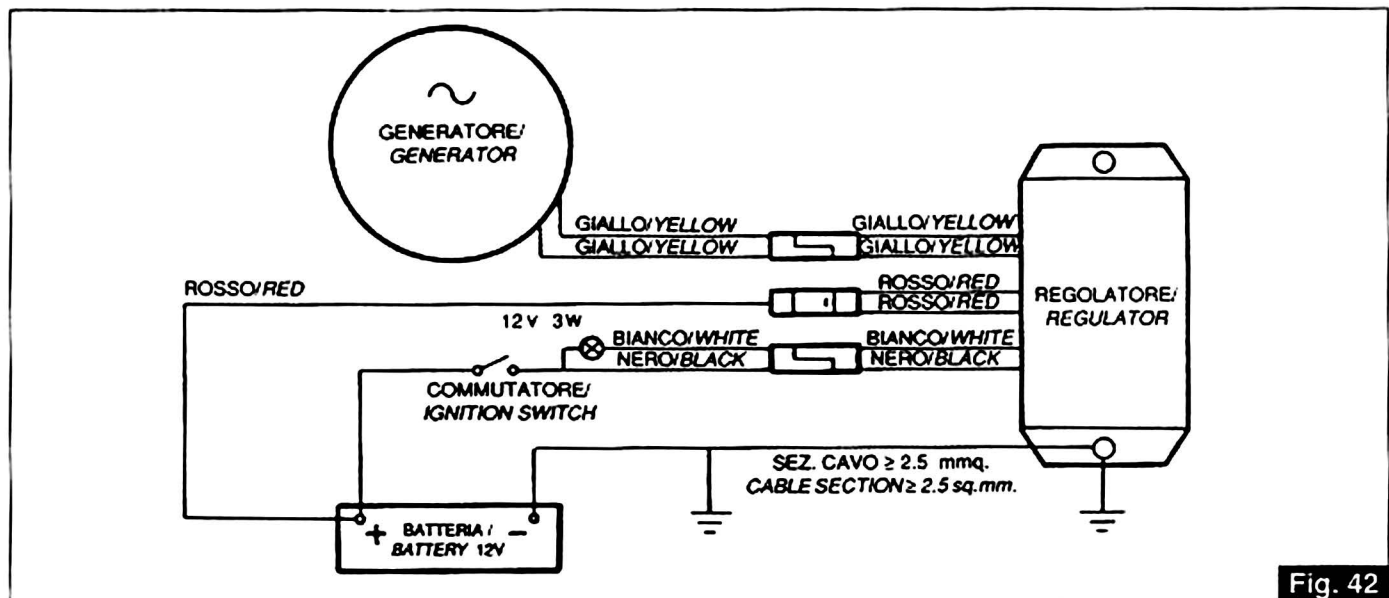 GENERATORE/
GENERATOR
GIALLO/YELLOW
GIALLO/YELLOW
GIALLO/YELLOW
GIALLO/YELLOW
ROSSO/RED
ROSSO/RED
ROSSO/RED
12V 3W
BIANCO/WHITE
NERO/BLACK
BIANCO/WHITE
NERO/BLACK
REGOLATORE/
REGULATOR
COMMUTATORE/
IGNITION SWITCH
SEZ. CAVO ≥ 2.5 mmq.
CABLE SECTION ≥ 2.5 sq.mm.
+ BATTERIA / −
BATTERY 12V
Fig. 42